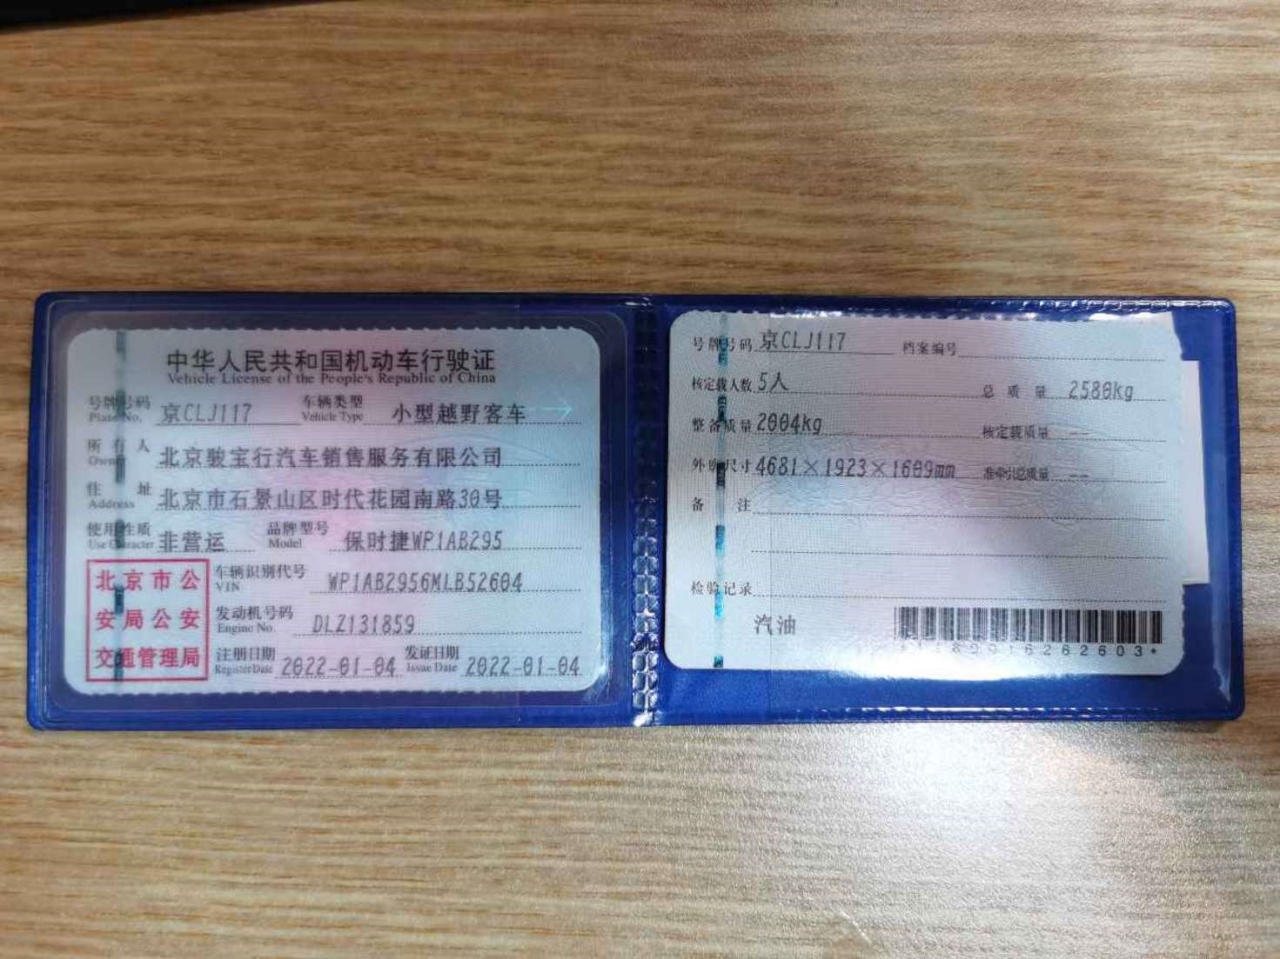 中华人民共和国机动车行驶证
Vehicle License of the People's Republic of China
号牌号码 京CLJ117 车辆类型 小型越野客车
Plate No. Vehicle Type
所有人 北京骏宝行汽车销售服务有限公司
Owner
住址 北京市石景山区时代花园南路30号
Address
使用性质 非营运 品牌型号 保时捷WP1AB295
Use Character Model
北京市公
安局公安
交通管理局
车辆识别代号 WP1AB2956MLB52604
VIN
发动机号码 DLZ131859
Engine No.
注册日期 2022-01-04 发证日期 2022-01-04
Register Date Issue Date
号牌号码 京CLJ117 档案编号
核定载人数 5人 总质量 2580kg
整备质量 2004kg 核定载质量 --
外廓尺寸 4681×1923×1609mm 准牵引总质量 --
备注
检验记录
汽油